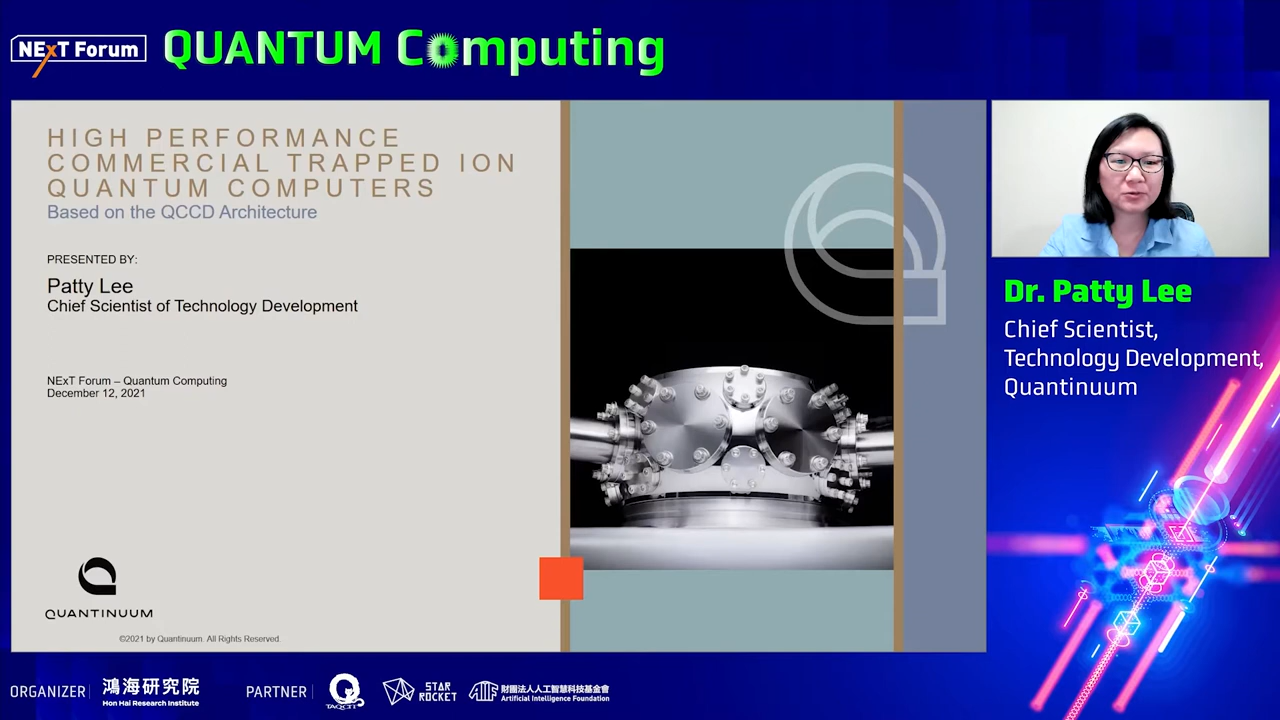 NExT Forum
QUANTUM Computing
HIGH PERFORMANCE
COMMERCIAL TRAPPED ION
QUANTUM COMPUTERS
Based on the QCCD Architecture
PRESENTED BY:
Patty Lee
Chief Scientist of Technology Development
NExT Forum – Quantum Computing
December 12, 2021
QUANTINUUM
©2021 by Quantinuum. All Rights Reserved.
Dr. Patty Lee
Chief Scientist,
Technology Development,
Quantinuum
ORGANIZER
鴻海研究院
Hon Hai Research Institute
PARTNER
TAQCIT
STAR
ROCKET
AIF
財團法人人工智慧科技基金會
Artificial Intelligence Foundation